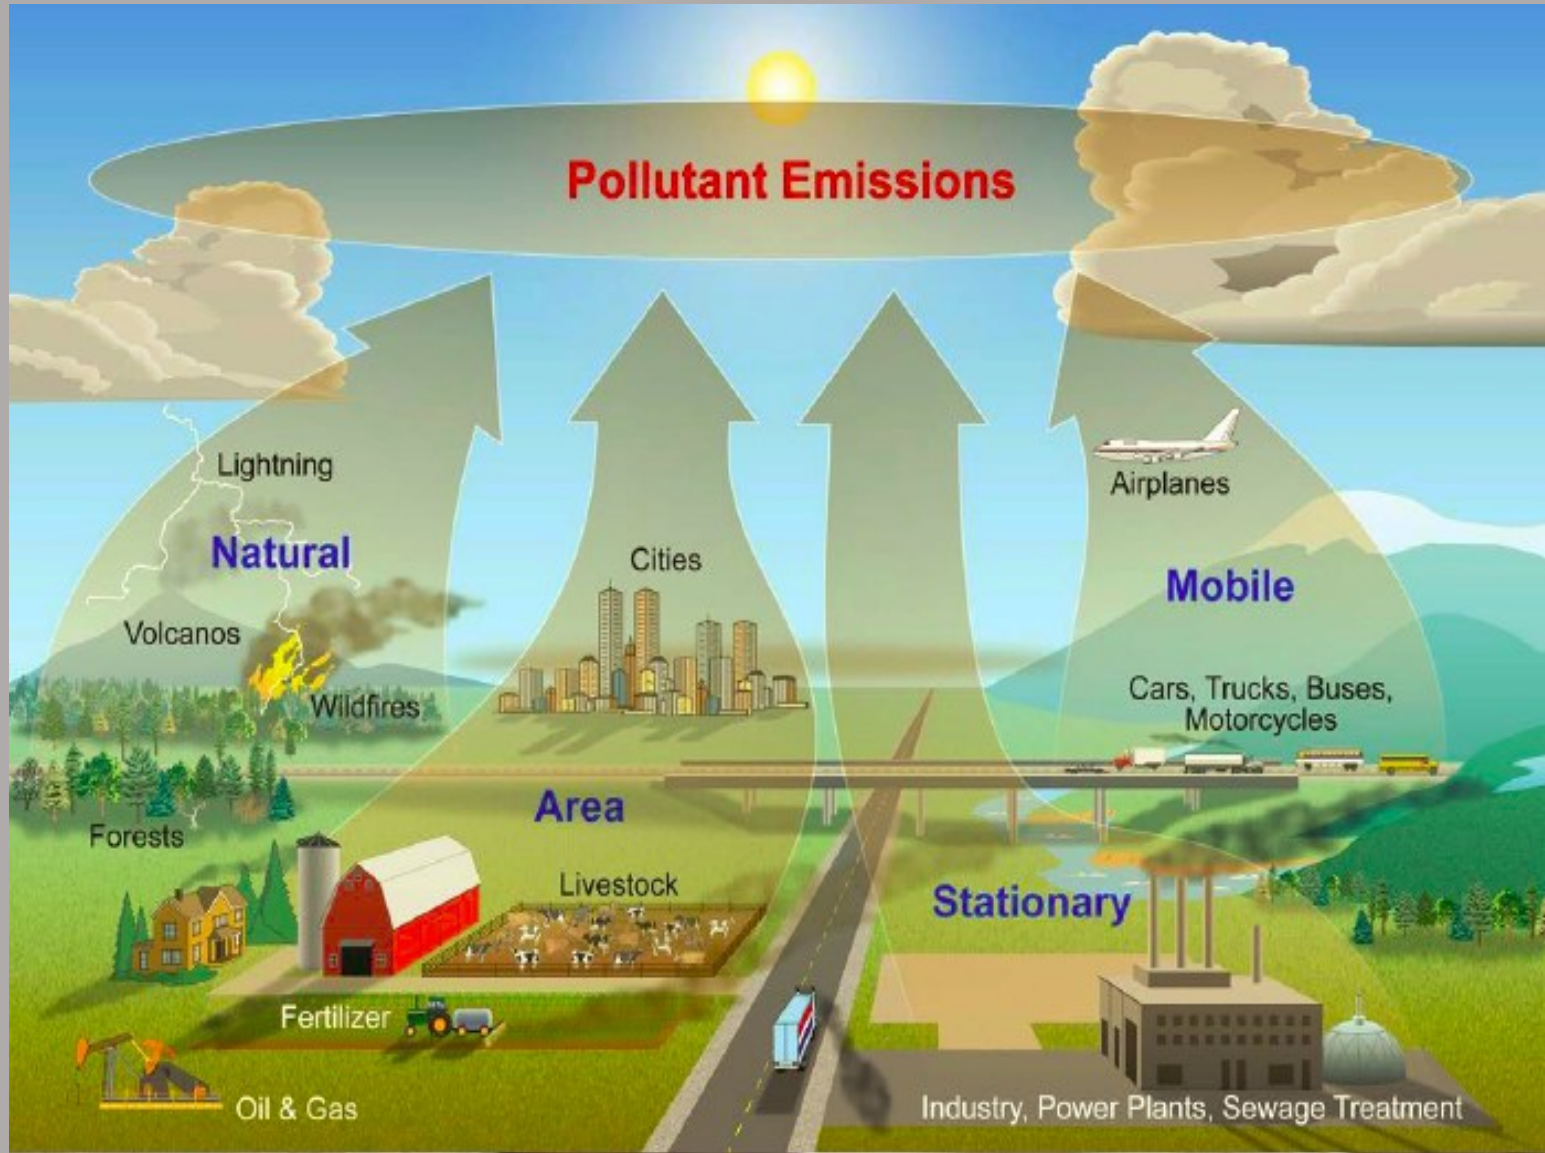 Pollutant Emissions
Lightning
Natural
Volcanos
Wildfires
Forests
Cities
Area
Livestock
Fertilizer
Oil & Gas
Airplanes
Mobile
Cars, Trucks, Buses,
Motorcycles
Stationary
Industry, Power Plants, Sewage Treatment